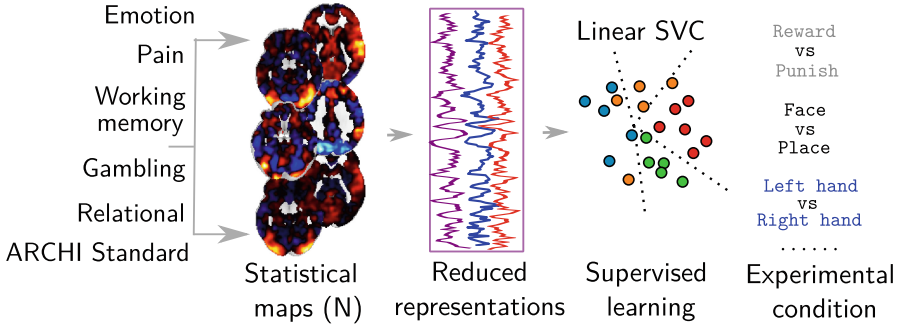 Emotion
Pain
Working
memory
Gambling
Relational
ARCHI Standard
Statistical
maps (N)
Reduced
representations
Linear SVC
Supervised
learning
Reward
vs
Punish
Face
vs
Place
Left hand
vs
Right hand
......
Experimental
condition